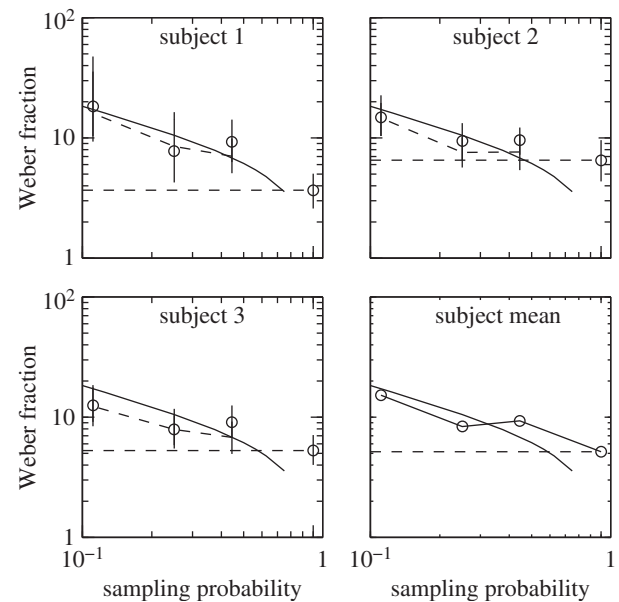 10²
subject 1
subject 2
Weber fraction
10
1
10²
subject 3
subject mean
Weber fraction
10
1
10⁻¹
1
10⁻¹
1
sampling probability
sampling probability